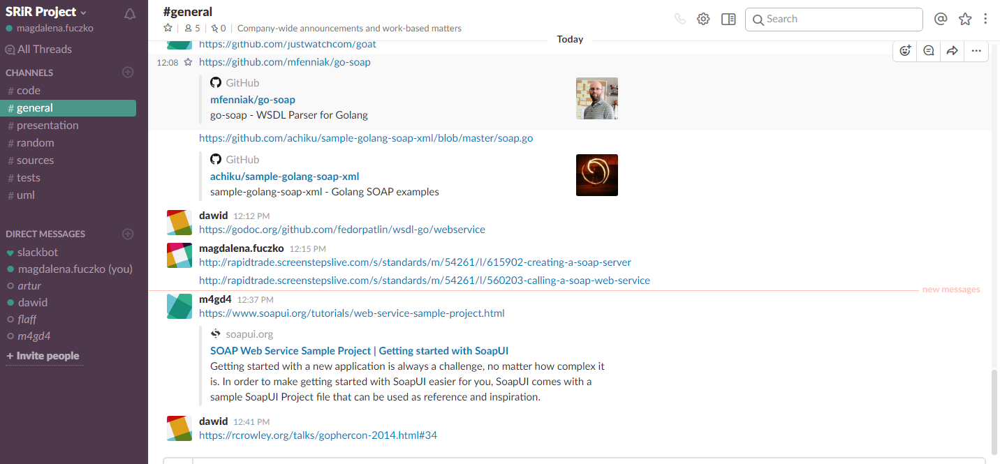 SRiR Project
magdalena.fuczko
All Threads
CHANNELS
# code
# general
# presentation
# random
# sources
# tests
# uml
DIRECT MESSAGES
slackbot
magdalena.fuczko (you)
artur
dawid
flaff
m4gd4
+ Invite people
#general
5 | 0 | Company-wide announcements and work-based matters
Search
Today
https://github.com/justwatchcom/goat
12:08 https://github.com/mfenniak/go-soap
GitHub
mfenniak/go-soap
go-soap - WSDL Parser for Golang
https://github.com/achiku/sample-golang-soap-xml/blob/master/soap.go
GitHub
achiku/sample-golang-soap-xml
sample-golang-soap-xml - Golang SOAP examples
dawid 12:12 PM
https://godoc.org/github.com/fedorpatlin/wsdl-go/webservice
magdalena.fuczko 12:15 PM
http://rapidtrade.screenstepslive.com/s/standards/m/54261/l/615902-creating-a-soap-server
http://rapidtrade.screenstepslive.com/s/standards/m/54261/l/560203-calling-a-soap-web-service
new messages
m4gd4 12:37 PM
https://www.soapui.org/tutorials/web-service-sample-project.html
soapui.org
SOAP Web Service Sample Project | Getting started with SoapUI
Getting started with a new application is always a challenge, no matter how complex it
is. In order to make getting started with SoapUI easier for you, SoapUI comes with a
sample SoapUI Project file that can be used as reference and inspiration.
dawid 12:41 PM
https://rcrowley.org/talks/gophercon-2014.html#34